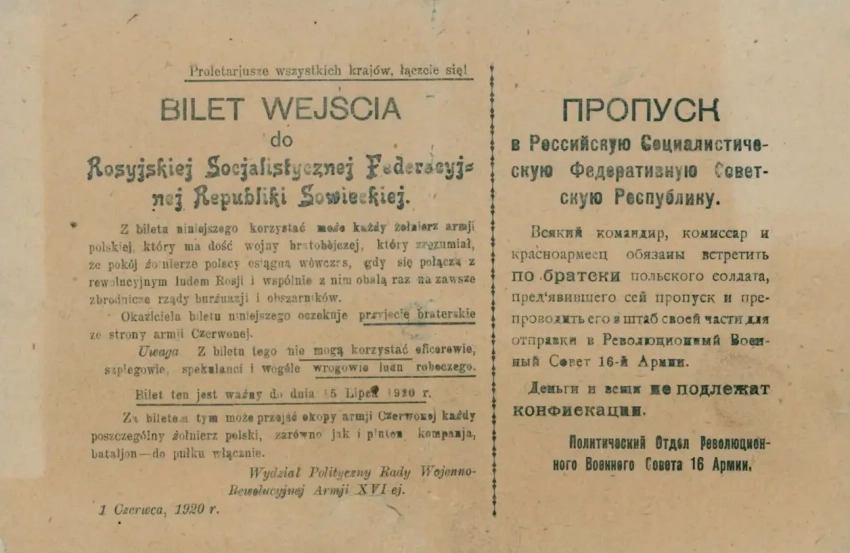 Proletarjusze wszystkich krajów, łączcie się!
BILET WEJŚCIA
do
Rosyjskiej Socjalistycznej Federacyj=
nej Republiki Sowieckiej.
Z bileta niniejszego korzystać może każdy żołnierz armji
polskiej, który ma dość wojny bratobójczej, który zrozumiał,
że pokój żołnierze polscy osiągną wówczas, gdy się połączą z
rewolucyjnym ludem Rosji i wspólnie z nim obalą raz na zawsze
zbrodnicze rządy burżuazji i obszarników.
Okaziciela biletu niniejszego oczekuje przyjęcie braterskie
ze strony armji Czerwonej.
Uwaga Z biletu tego nie mogą korzystać oficerowie,
szpiegowie, spekulanci i wogóle wrogowie ludu roboczego.
Bilet ten jest ważny do dnia 15 Lipca 1920 r.
Za biletem tym może przejść okopy armji Czerwonej każdy
poszczególny żołnierz polski, zarówno jak i pluton kompanja,
bataljon—do pułku włącznie.
Wydział Polityczny Rady Wojenno-
Rewolucyjnej Armji XVI-ej.
1 Czerwca, 1920 r.
ПРОПУСК
в Российскую Социалистиче-
скую Федеративную Совет-
скую Республику.
Всякий командир, комиссар и
красноармеец обязаны встретить
по братски польского солдата,
пред'явившего сей пропуск и пре-
проводить его в штаб своей части для
отправки в Революционный Воен-
ный Совет 16-й Армии.
Деньги и вещи не подлежат
конфискации.
Политический Отдел Революцион-
ного Военного Совета 16 Армии.